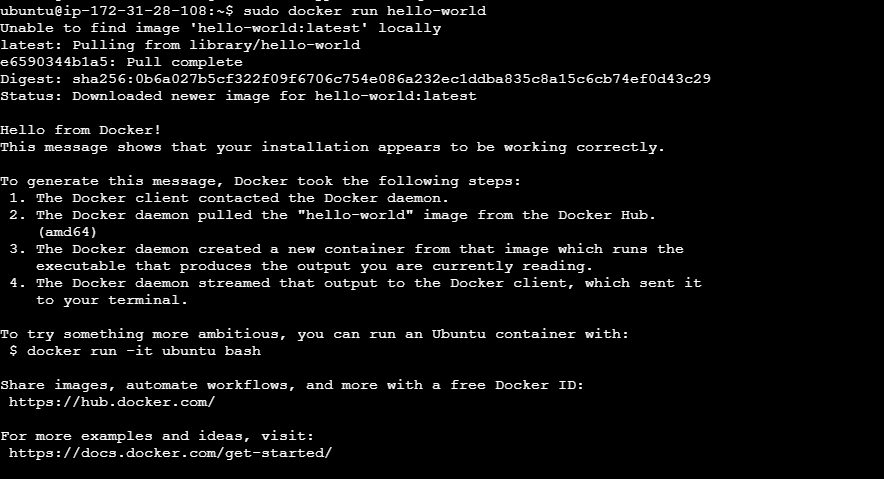 ubuntu@ip-172-31-28-108:~$ sudo docker run hello-world
Unable to find image 'hello-world:latest' locally
latest: Pulling from library/hello-world
e6590344b1a5: Pull complete
Digest: sha256:0b6a027b5cf322f09f6706c754e086a232ec1ddba835c8a15c6cb74ef0d43c29
Status: Downloaded newer image for hello-world:latest

Hello from Docker!
This message shows that your installation appears to be working correctly.

To generate this message, Docker took the following steps:
 1. The Docker client contacted the Docker daemon.
 2. The Docker daemon pulled the "hello-world" image from the Docker Hub.
    (amd64)
 3. The Docker daemon created a new container from that image which runs the
    executable that produces the output you are currently reading.
 4. The Docker daemon streamed that output to the Docker client, which sent it
    to your terminal.

To try something more ambitious, you can run an Ubuntu container with:
 $ docker run -it ubuntu bash

Share images, automate workflows, and more with a free Docker ID:
 https://hub.docker.com/

For more examples and ideas, visit:
 https://docs.docker.com/get-started/